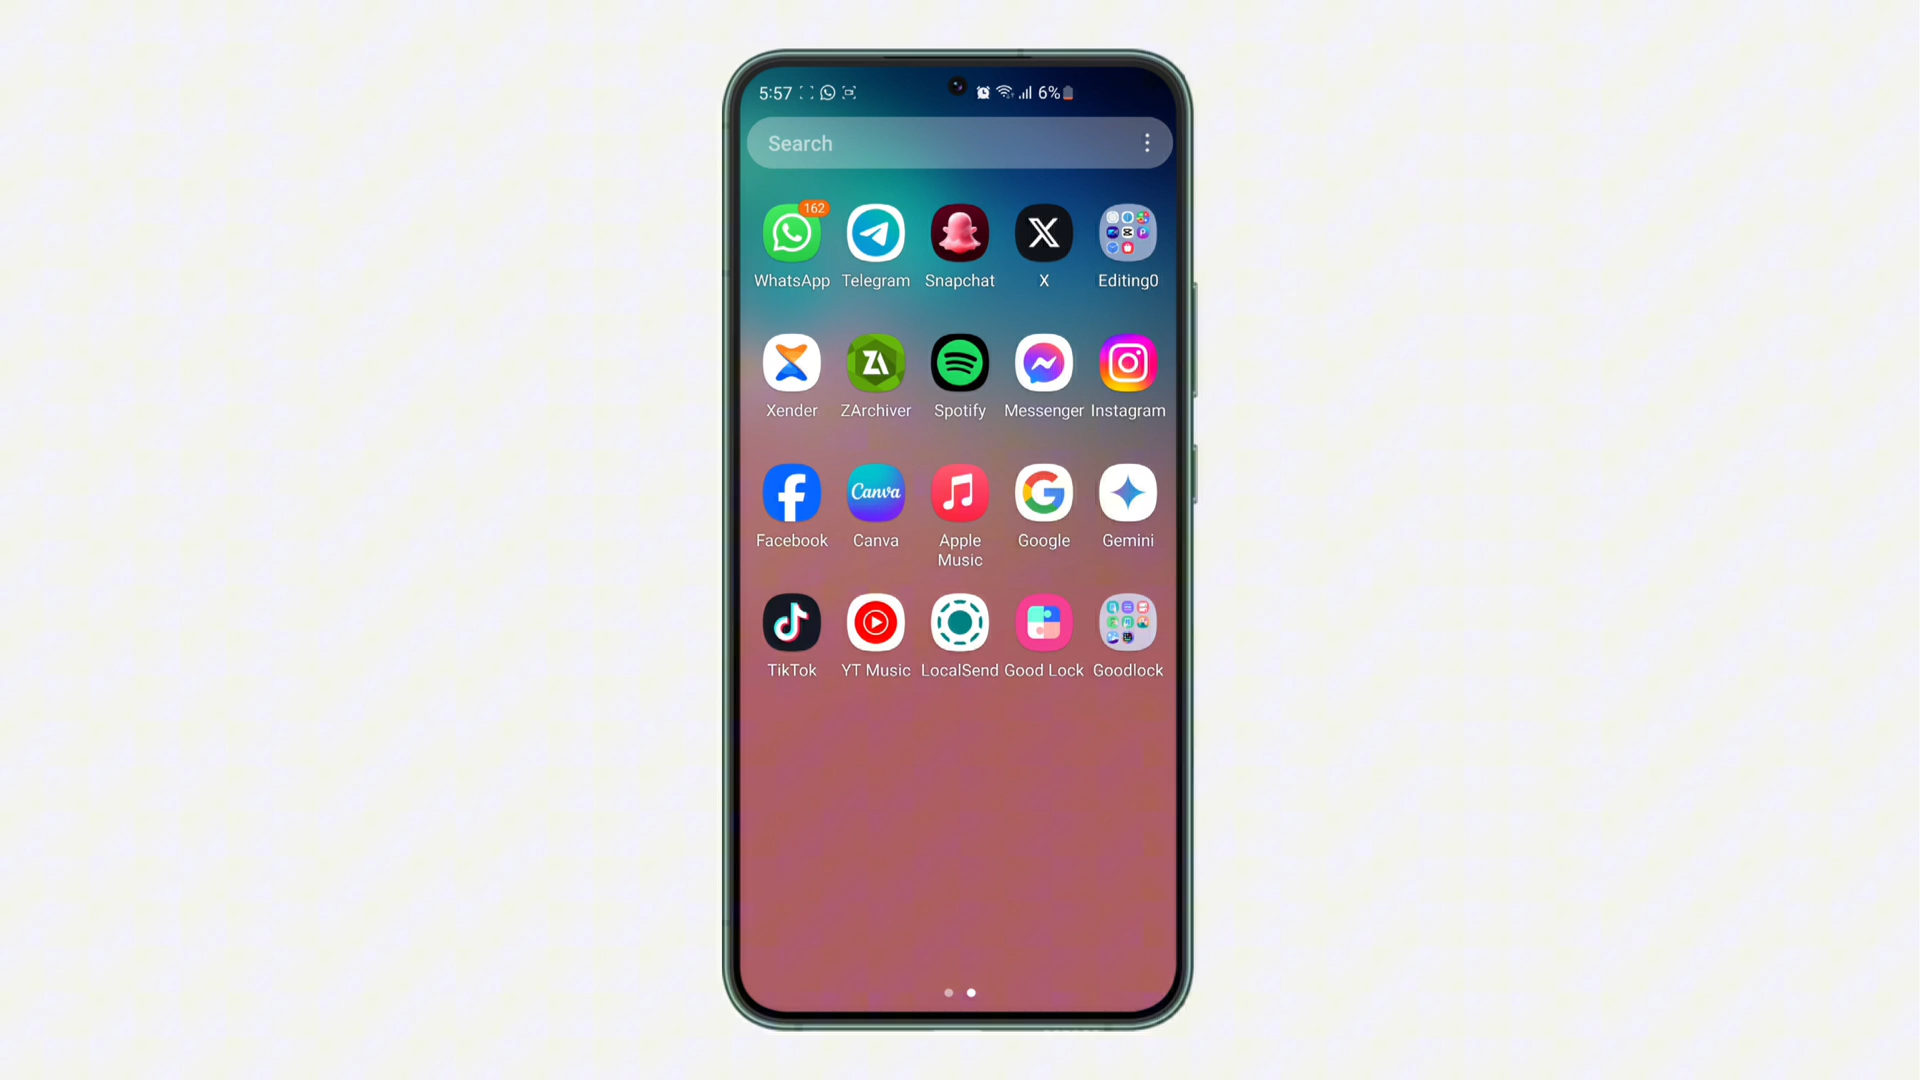 5:57 6%
Search
162
WhatsApp Telegram Snapchat X Editing0
Xender ZArchiver Spotify Messenger Instagram
Canva
Facebook Canva Apple Music Google Gemini
TikTok YT Music LocalSend Good Lock Goodlock